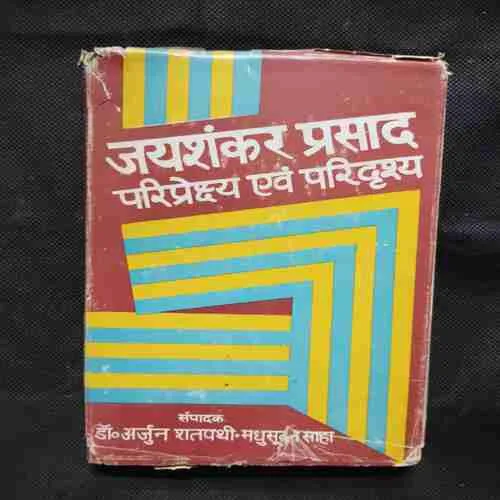 जयशंकर प्रसाद
परिप्रेक्ष्य एवं परिदृश्य
संपादक
डॉ॰ अर्जुन शतपथी·मधुसूदन साहा